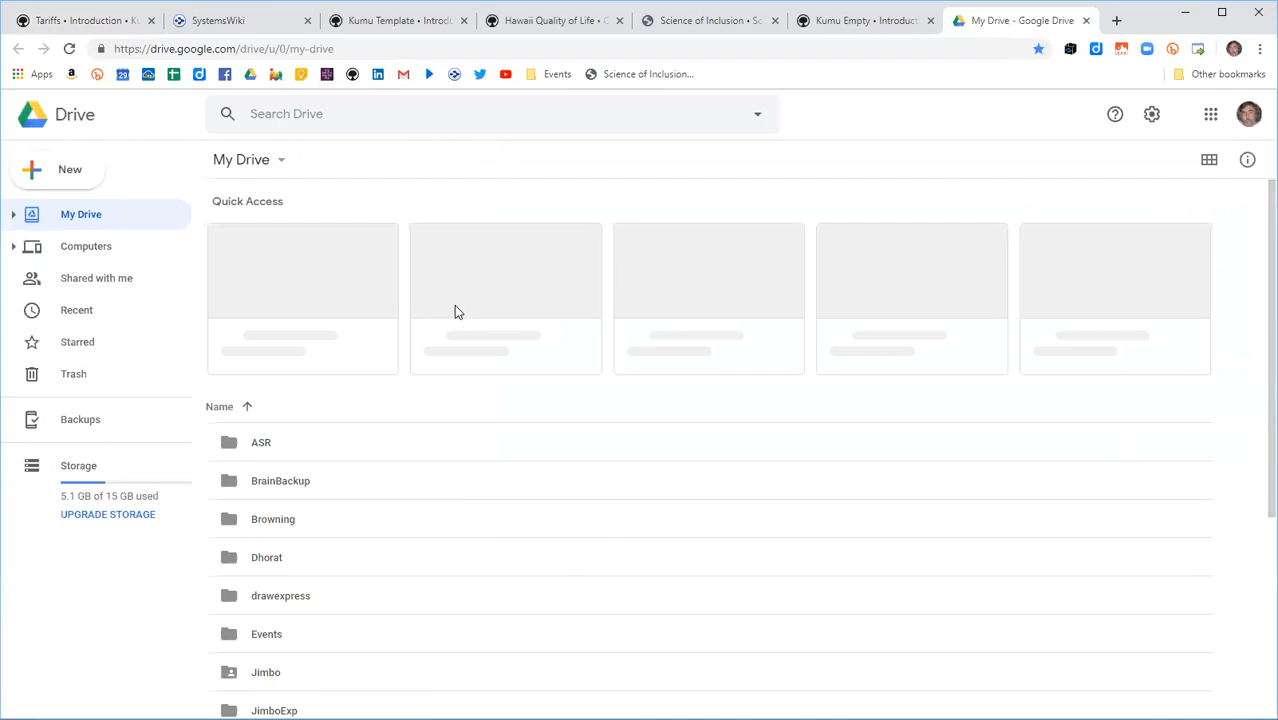 Tariffs • Introduction • Ku
SystemsWiki
Kumu Template • Introdu
Hawaii Quality of Life • C
Science of Inclusion • Sc
Kumu Empty • Introducti
My Drive - Google Drive
https://drive.google.com/drive/u/0/my-drive
Apps
29
Events
Science of Inclusion...
Other bookmarks
Drive
Search Drive
New
My Drive
My Drive
Computers
Shared with me
Recent
Starred
Trash
Backups
Storage
5.1 GB of 15 GB used
UPGRADE STORAGE
Quick Access
Name
ASR
BrainBackup
Browning
Dhorat
drawexpress
Events
Jimbo
JimboExp